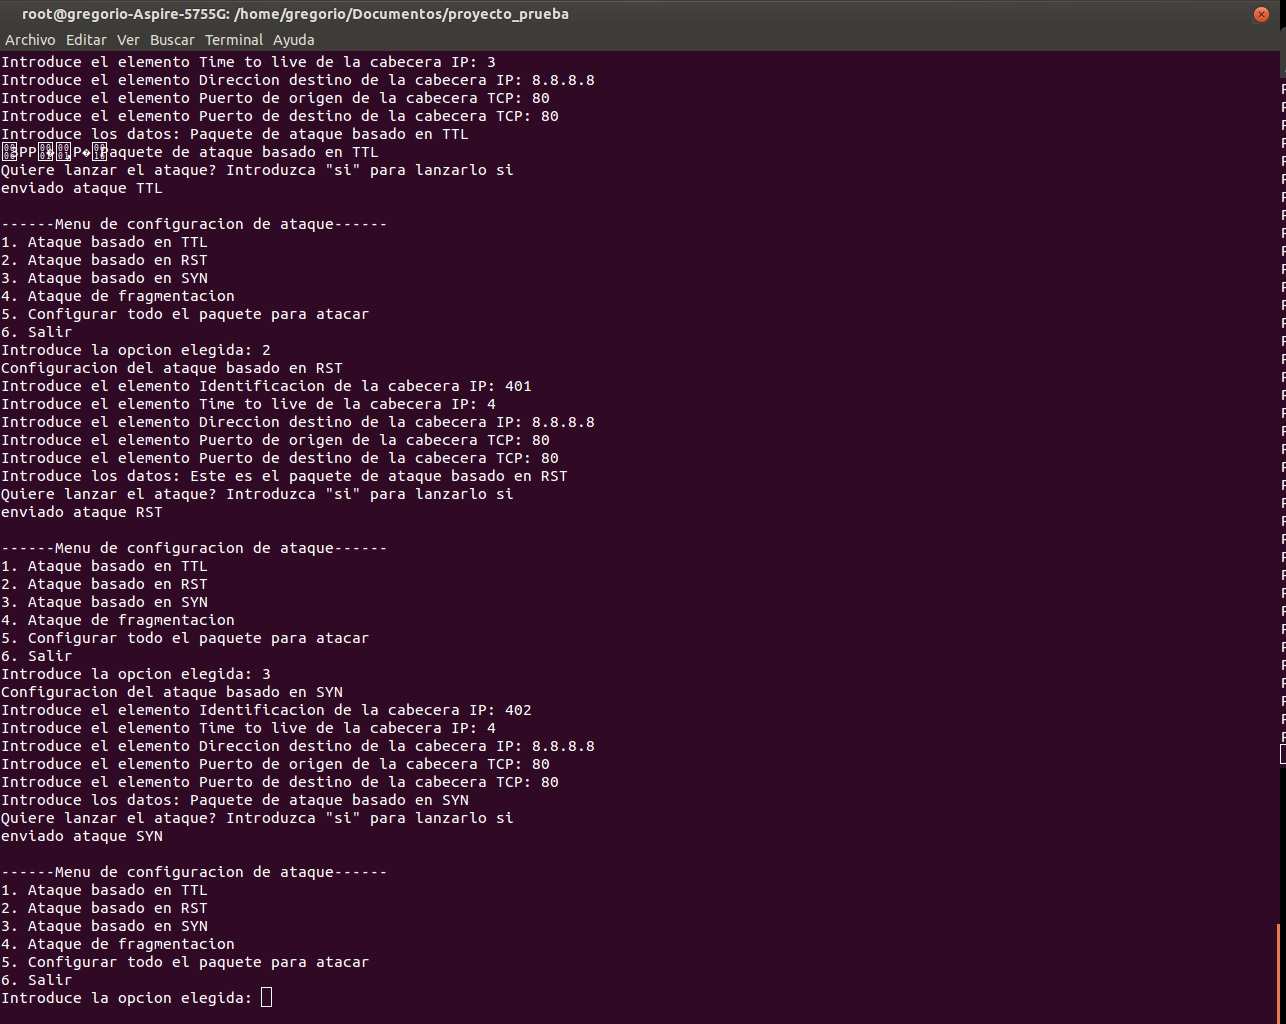 root@gregorio-Aspire-5755G: /home/gregorio/Documentos/proyecto_prueba
Archivo Editar Ver Buscar Terminal Ayuda
Introduce el elemento Time to live de la cabecera IP: 3
Introduce el elemento Direccion destino de la cabecera IP: 8.8.8.8
Introduce el elemento Puerto de origen de la cabecera TCP: 80
Introduce el elemento Puerto de destino de la cabecera TCP: 80
Introduce los datos: Paquete de ataque basado en TTL
Paquete de ataque basado en TTL
Quiere lanzar el ataque? Introduzca "si" para lanzarlo si
enviado ataque TTL
------Menu de configuracion de ataque------
1. Ataque basado en TTL
2. Ataque basado en RST
3. Ataque basado en SYN
4. Ataque de fragmentacion
5. Configurar todo el paquete para atacar
6. Salir
Introduce la opcion elegida: 2
Configuracion del ataque basado en RST
Introduce el elemento Identificacion de la cabecera IP: 401
Introduce el elemento Time to live de la cabecera IP: 4
Introduce el elemento Direccion destino de la cabecera IP: 8.8.8.8
Introduce el elemento Puerto de origen de la cabecera TCP: 80
Introduce el elemento Puerto de destino de la cabecera TCP: 80
Introduce los datos: Este es el paquete de ataque basado en RST
Quiere lanzar el ataque? Introduzca "si" para lanzarlo si
enviado ataque RST
------Menu de configuracion de ataque------
1. Ataque basado en TTL
2. Ataque basado en RST
3. Ataque basado en SYN
4. Ataque de fragmentacion
5. Configurar todo el paquete para atacar
6. Salir
Introduce la opcion elegida: 3
Configuracion del ataque basado en SYN
Introduce el elemento Identificacion de la cabecera IP: 402
Introduce el elemento Time to live de la cabecera IP: 4
Introduce el elemento Direccion destino de la cabecera IP: 8.8.8.8
Introduce el elemento Puerto de origen de la cabecera TCP: 80
Introduce el elemento Puerto de destino de la cabecera TCP: 80
Introduce los datos: Paquete de ataque basado en SYN
Quiere lanzar el ataque? Introduzca "si" para lanzarlo si
enviado ataque SYN
------Menu de configuracion de ataque------
1. Ataque basado en TTL
2. Ataque basado en RST
3. Ataque basado en SYN
4. Ataque de fragmentacion
5. Configurar todo el paquete para atacar
6. Salir
Introduce la opcion elegida: